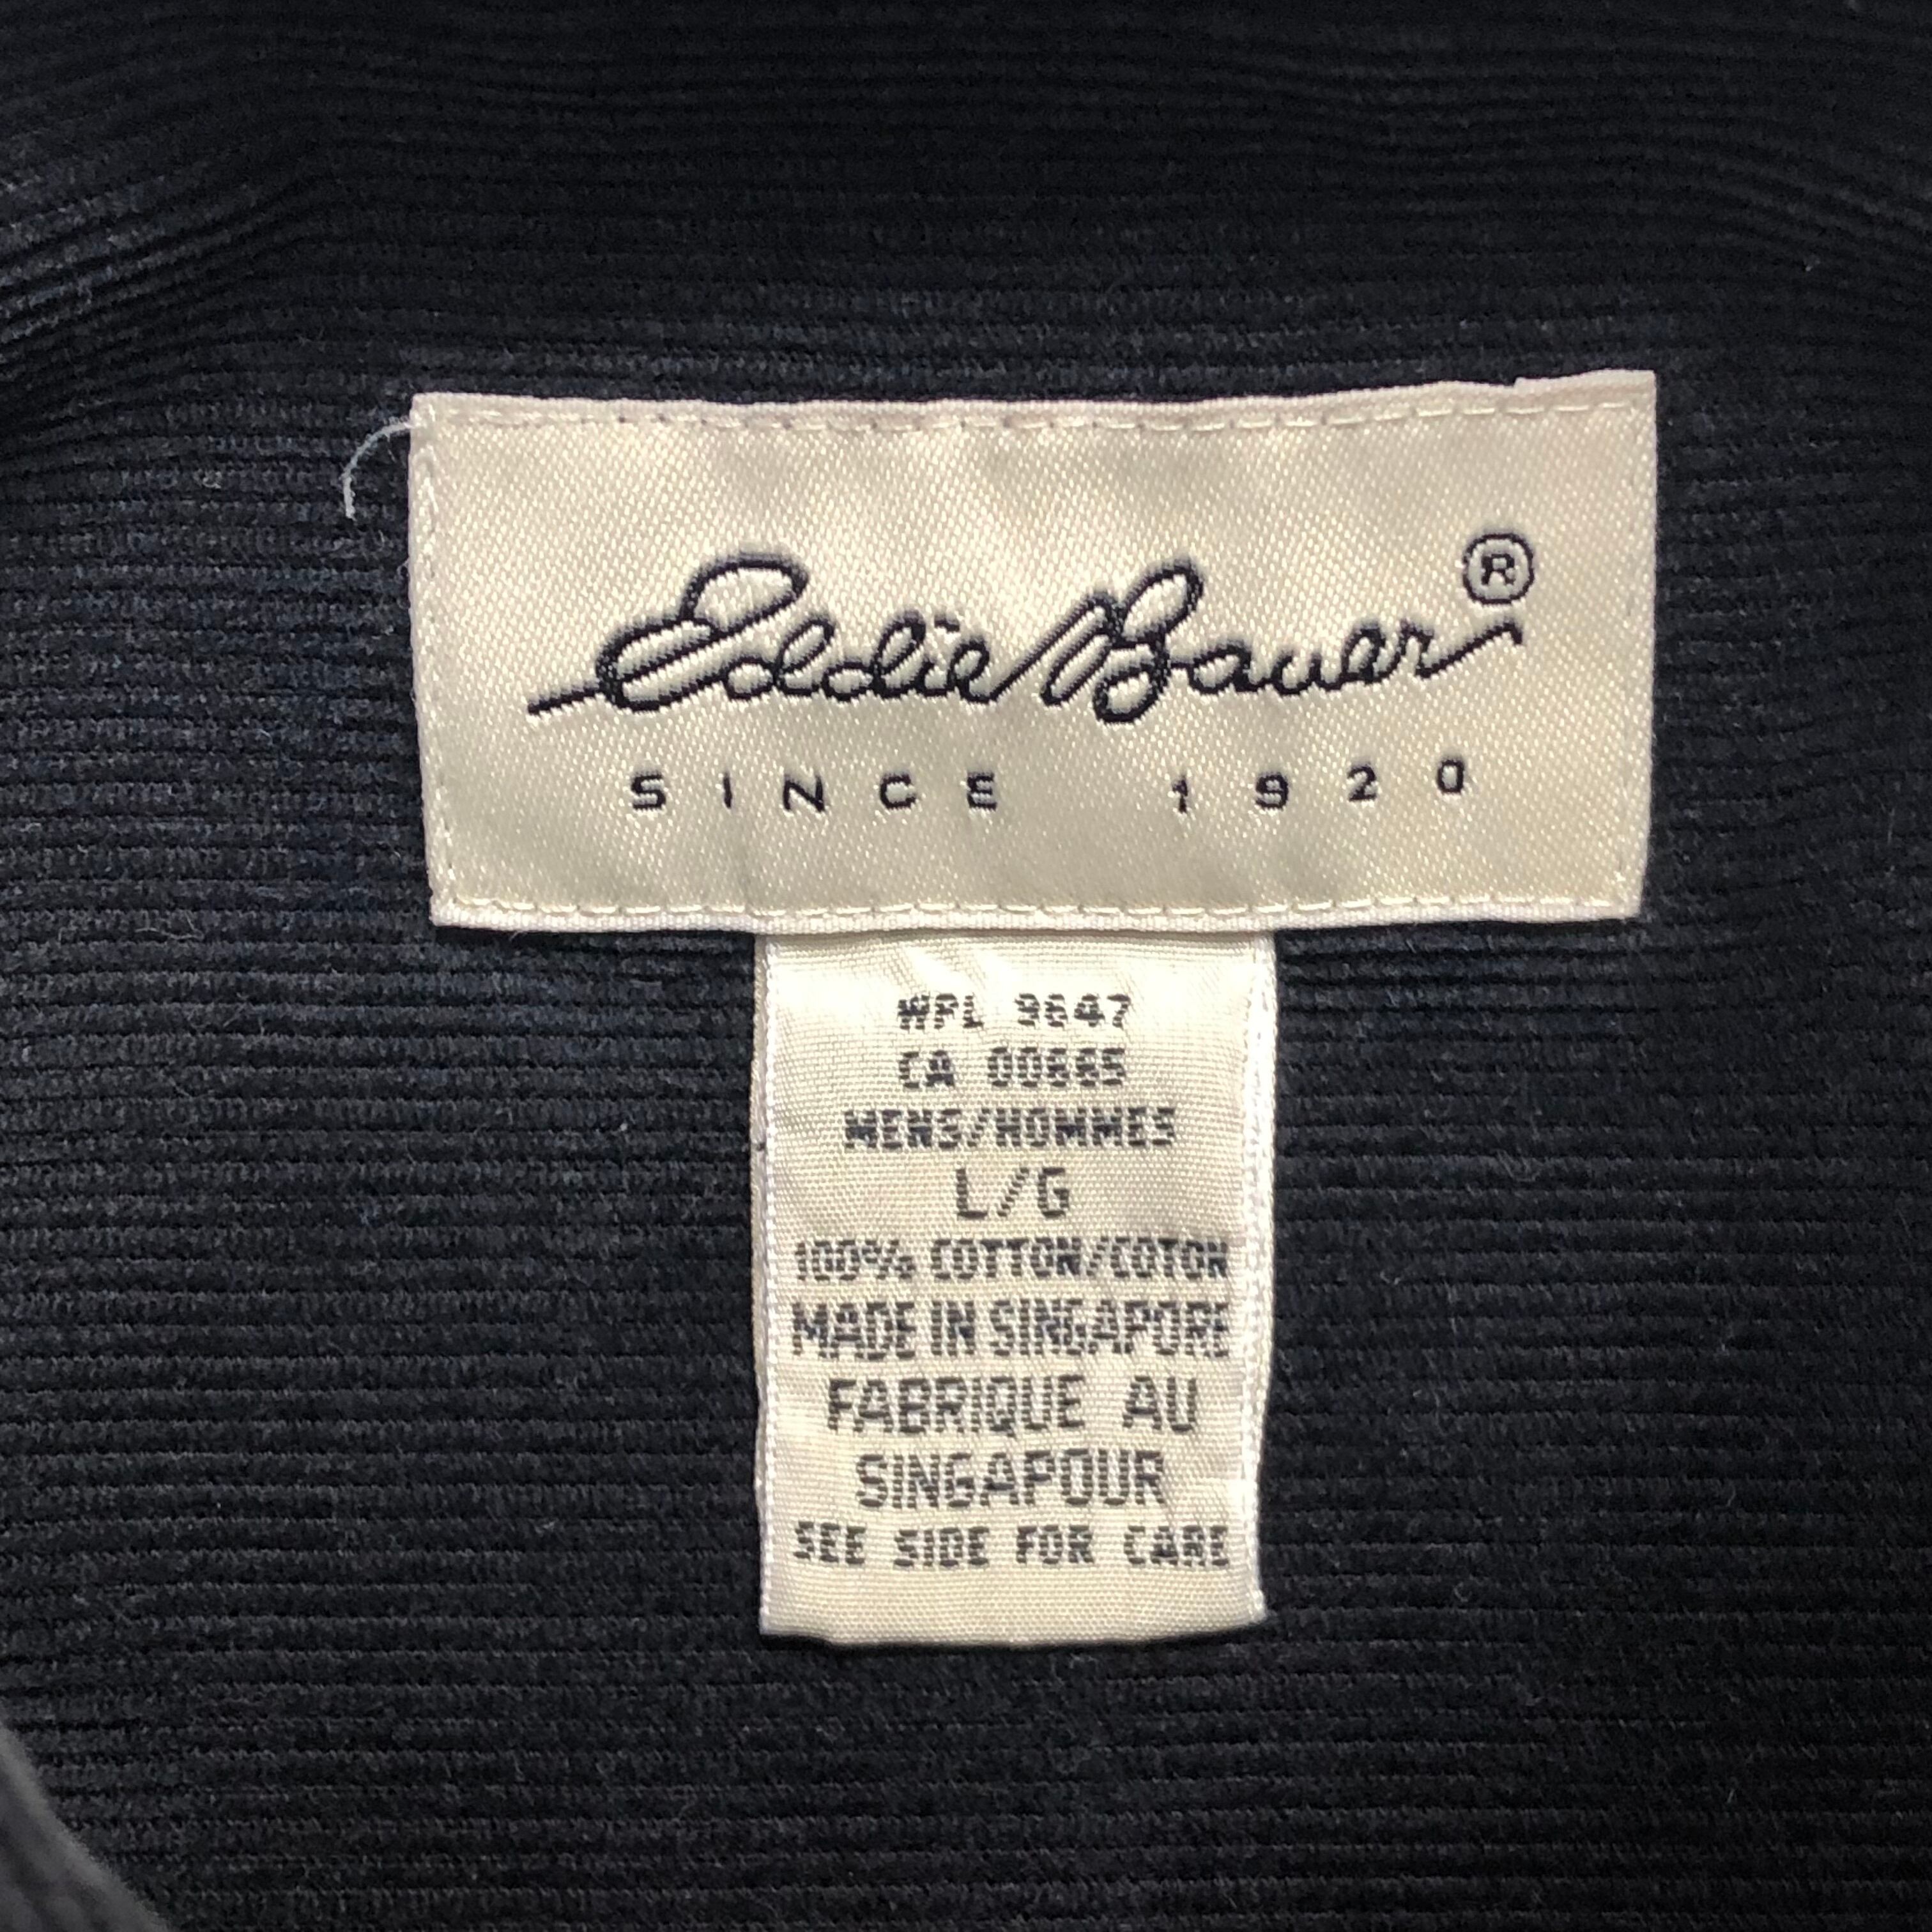 Eddie Bauer ®
SINCE 1920
WPL 9647
CA 00665
MENS/HOMMES
L/G
100% COTTON/COTON
MADE IN SINGAPORE
FABRIQUE AU
SINGAPOUR
SEE SIDE FOR CARE